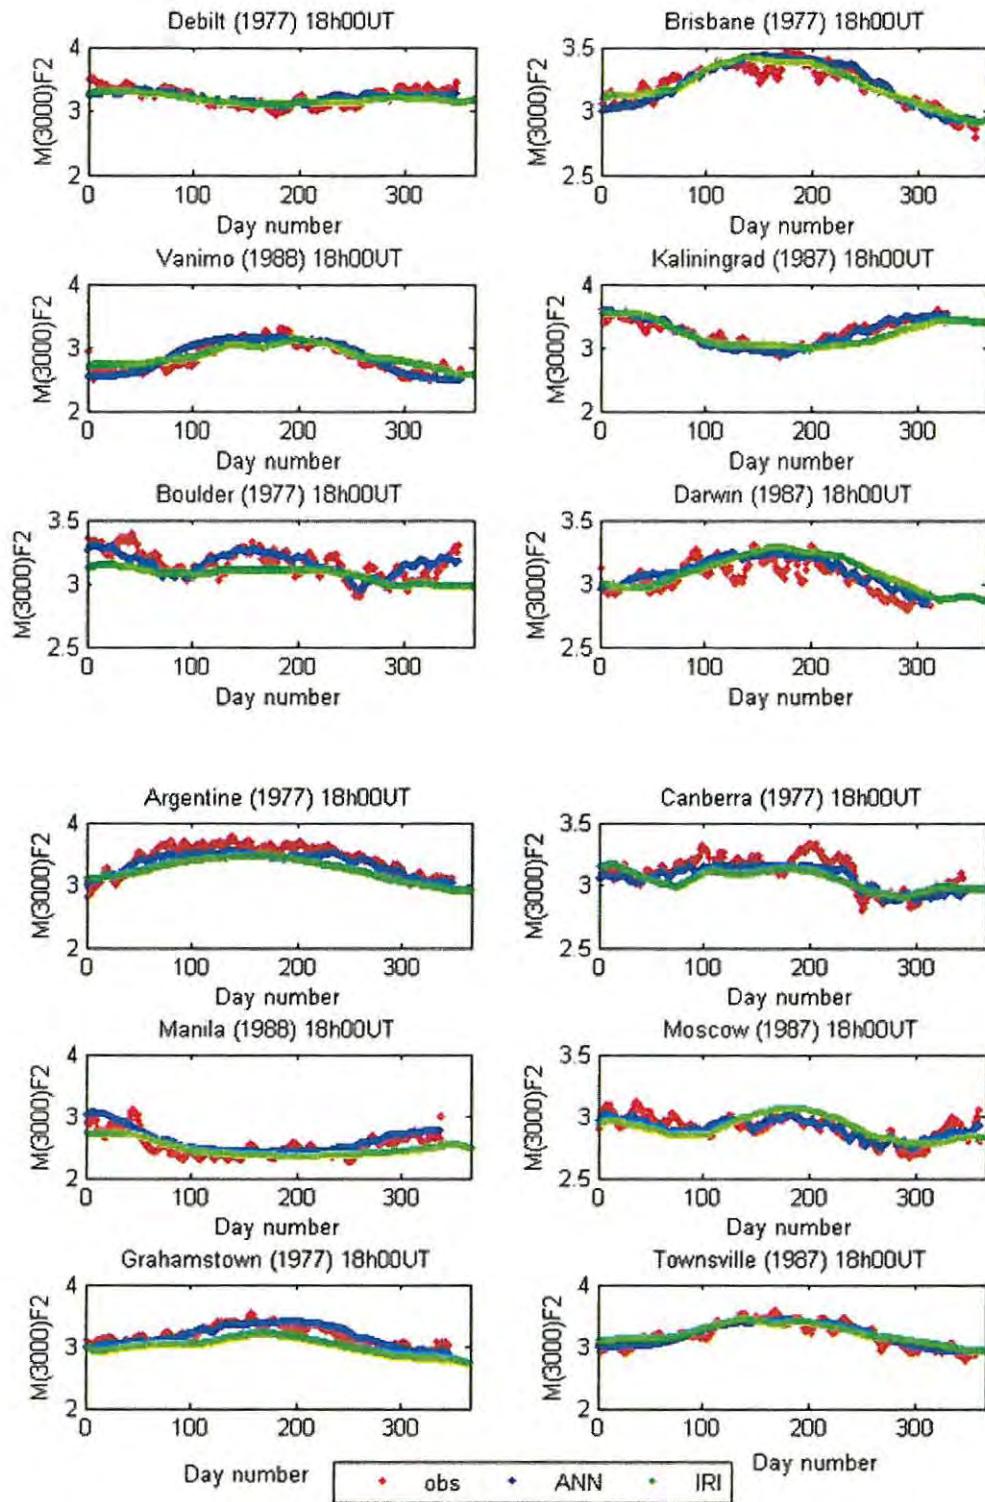 Debilt (1977) 18h00UT
M(3000)F2
4
3
2
0 100 200 300
Day number
Brisbane (1977) 18h00UT
M(3000)F2
3.5
3
2.5
0 100 200 300
Day number
Vanimo (1988) 18h00UT
M(3000)F2
4
3
2
0 100 200 300
Day number
Kaliningrad (1987) 18h00UT
M(3000)F2
4
3
2
0 100 200 300
Day number
Boulder (1977) 18h00UT
M(3000)F2
3.5
3
2.5
0 100 200 300
Day number
Darwin (1987) 18h00UT
M(3000)F2
3.5
3
2.5
0 100 200 300
Day number
Argentine (1977) 18h00UT
M(3000)F2
4
3
2
0 100 200 300
Day number
Canberra (1977) 18h00UT
M(3000)F2
3.5
3
2.5
0 100 200 300
Day number
Manila (1988) 18h00UT
M(3000)F2
4
3
2
0 100 200 300
Day number
Moscow (1987) 18h00UT
M(3000)F2
3.5
3
2.5
0 100 200 300
Day number
Grahamstown (1977) 18h00UT
M(3000)F2
4
3
2
0 100 200 300
Day number
Townsville (1987) 18h00UT
M(3000)F2
4
3
2
0 100 200 300
Day number
obs ANN IRI